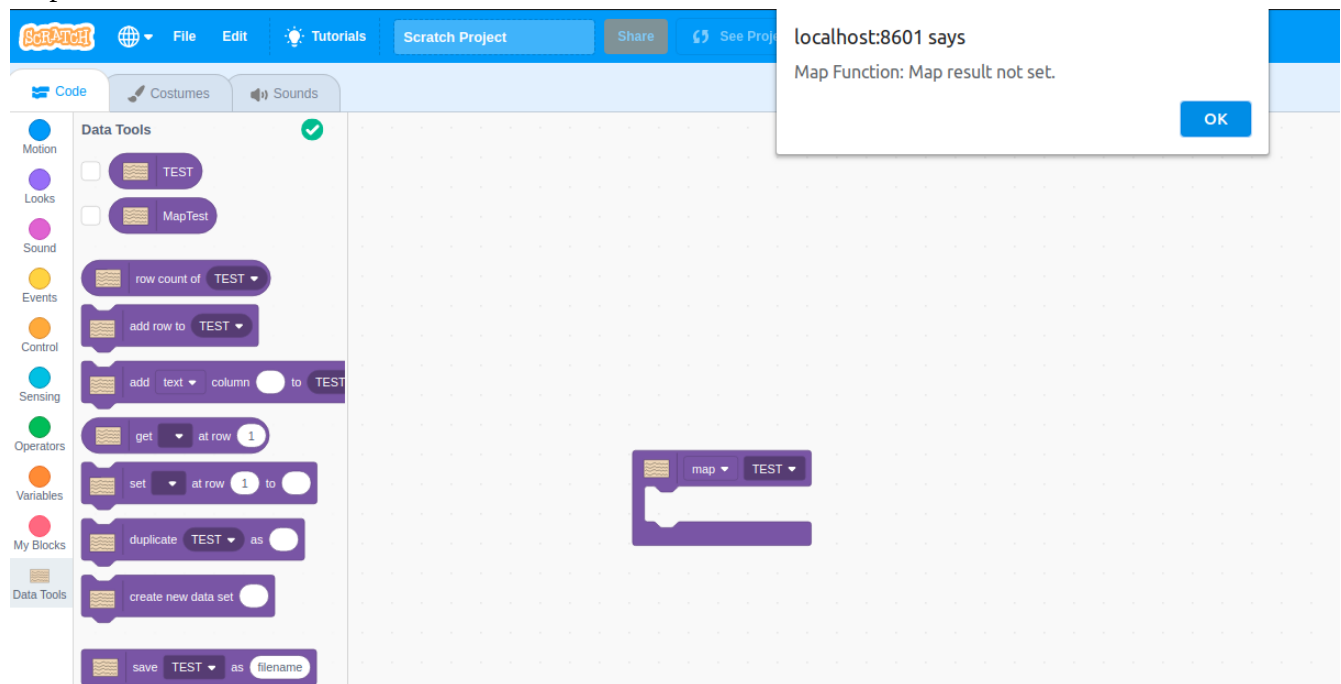 SCRATCH File Edit Tutorials Scratch Project Share See Proj
localhost:8601 says
Map Function: Map result not set.
OK
Code Costumes Sounds
Motion
Looks
Sound
Events
Control
Sensing
Operators
Variables
My Blocks
Data Tools
Data Tools
TEST
MapTest
row count of TEST
add row to TEST
add text column to TEST
get at row 1
set at row 1 to
duplicate TEST as
create new data set
save TEST as filename
map TEST